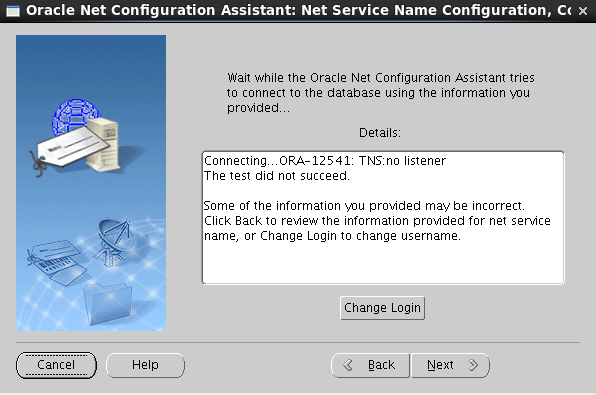 Oracle Net Configuration Assistant: Net Service Name Configuration, Co
Wait while the Oracle Net Configuration Assistant tries
to connect to the database using the information you
provided...
Details:
Connecting...ORA-12541: TNS:no listener
The test did not succeed.
Some of the information you provided may be incorrect.
Click Back to review the information provided for net service
name, or Change Login to change username.
Change Login
Cancel
Help
Back
Next